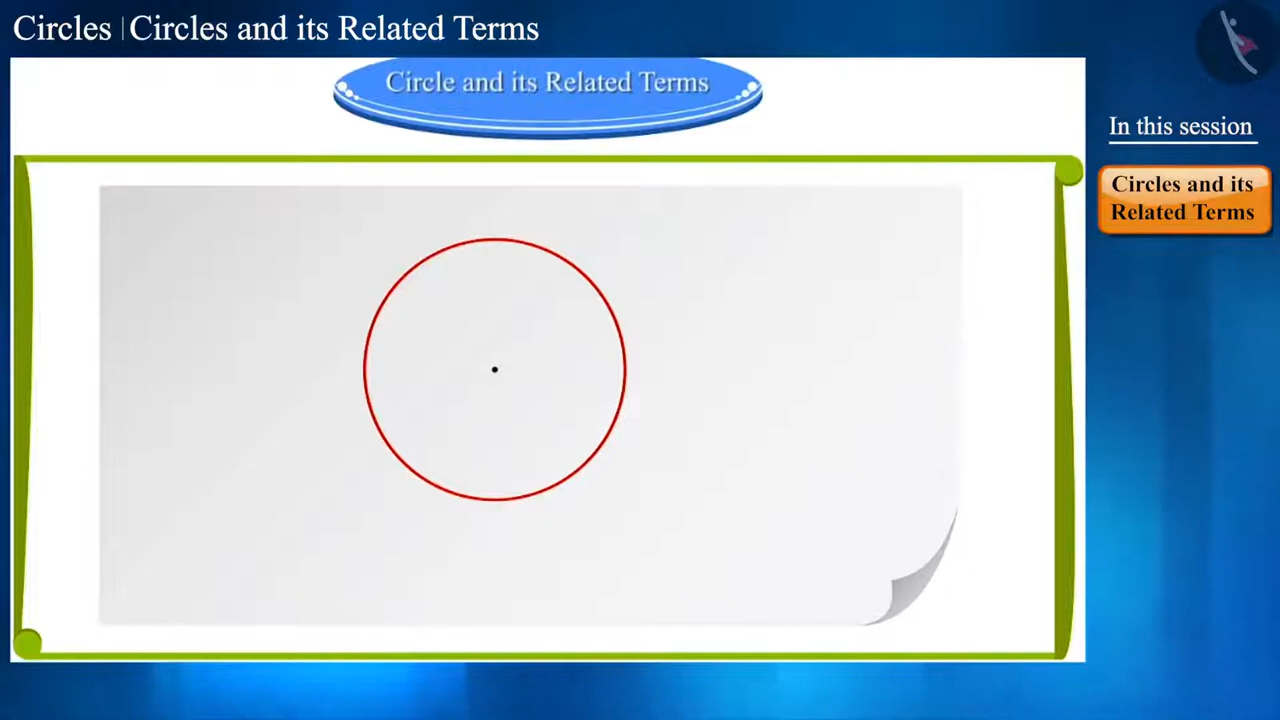 Circles | Circles and its Related Terms
Circle and its Related Terms
In this session
Circles and its
Related Terms